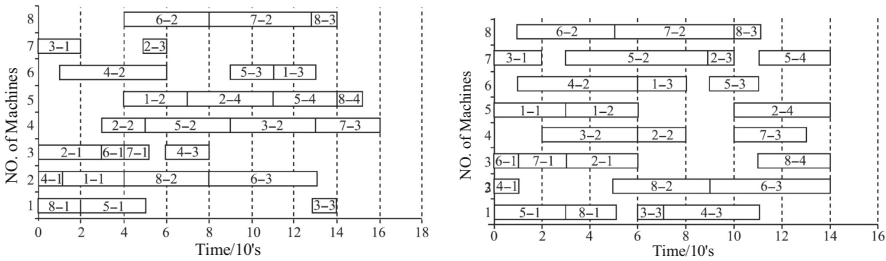 NO. of Machines
8 6–2 7–2 8–3
7 3–1 2–3
6 4–2 5–3 1–3
5 1–2 2–4 5–4 8–4
4 2–2 5–2 3–2 7–3
3 2–1 6–1 7–1 4–3
2 4–1 1–1 8–2 6–3
1 8–1 5–1 3–3
0 2 4 6 8 10 12 14 16 18
Time/10's
NO. of Machines
8 6–2 7–2 8–3
7 3–1 5–2 2–3 5–4
6 4–2 1–3 5–3
5 1–1 1–2 2–4
4 3–2 2–2 7–3
3 6–1 7–1 2–1 8–4
2 4–1 8–2 6–3
1 5–1 8–1 3–3 4–3
0 2 4 6 8 10 12 14 16
Time/10's